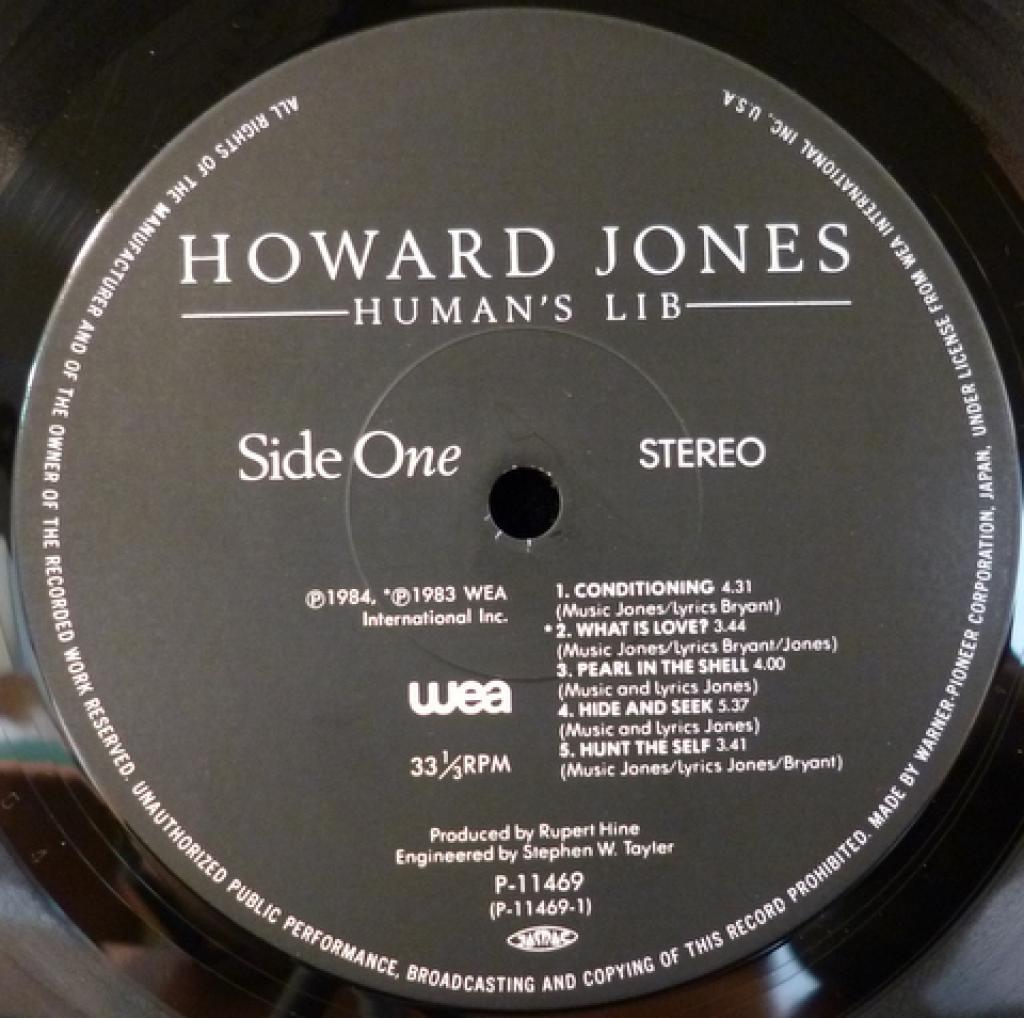 HOWARD JONES
HUMAN'S LIB
Side One
STEREO
℗1984, *℗1983 WEA
International Inc.
wea
33 1/3 RPM
1. CONDITIONING 4.31
(Music Jones/Lyrics Bryant)
• 2. WHAT IS LOVE? 3.44
(Music Jones/Lyrics Bryant/Jones)
3. PEARL IN THE SHELL 4.00
(Music and Lyrics Jones)
4. HIDE AND SEEK 5.37
(Music and Lyrics Jones)
5. HUNT THE SELF 3.41
(Music Jones/Lyrics Jones/Bryant)
Produced by Rupert Hine
Engineered by Stephen W. Tayler
P-11469
(P-11469-1)
JASRAC
ALL RIGHTS OF THE MANUFACTURER AND OF THE OWNER OF THE RECORDED WORK RESERVED. UNAUTHORIZED PUBLIC PERFORMANCE, BROADCASTING AND COPYING OF THIS RECORD PROHIBITED. MADE BY WARNER-PIONEER CORPORATION, JAPAN, UNDER LICENSE FROM WEA INTERNATIONAL INC., U.S.A.